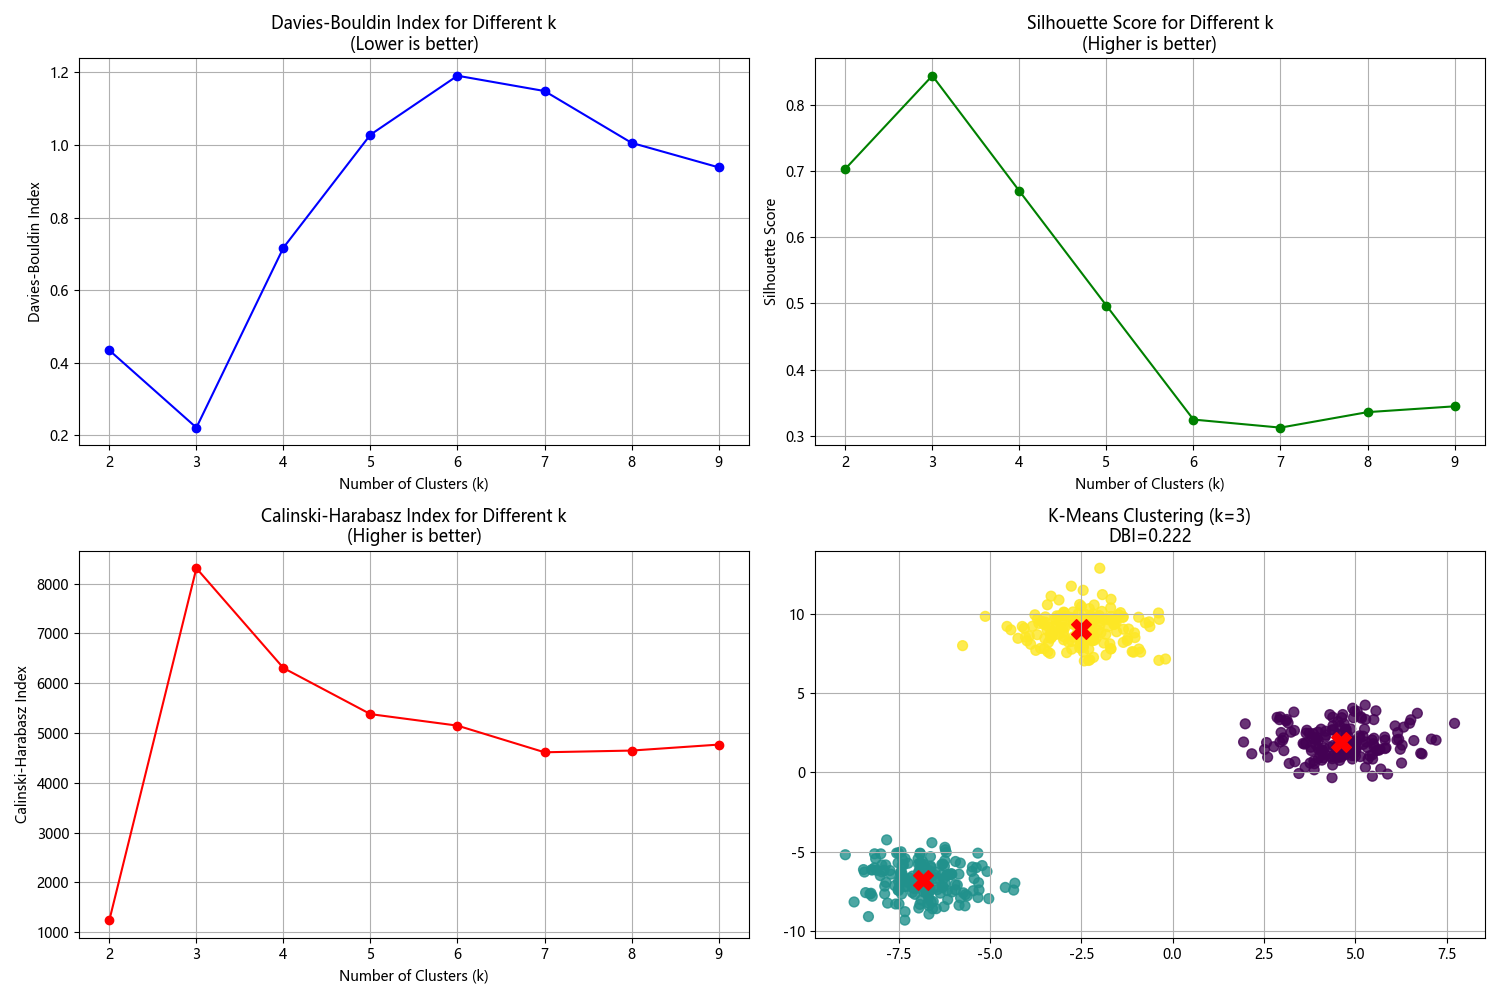 Davies-Bouldin Index for Different k
(Lower is better)
Davies-Bouldin Index
1.2
1.0
0.8
0.6
0.4
0.2
2 3 4 5 6 7 8 9
Number of Clusters (k)
Silhouette Score for Different k
(Higher is better)
Silhouette Score
0.8
0.7
0.6
0.5
0.4
0.3
2 3 4 5 6 7 8 9
Number of Clusters (k)
Calinski-Harabasz Index for Different k
(Higher is better)
Calinski-Harabasz Index
8000
7000
6000
5000
4000
3000
2000
1000
2 3 4 5 6 7 8 9
Number of Clusters (k)
K-Means Clustering (k=3)
DBI=0.222
10
5
0
-5
-10
-7.5 -5.0 -2.5 0.0 2.5 5.0 7.5